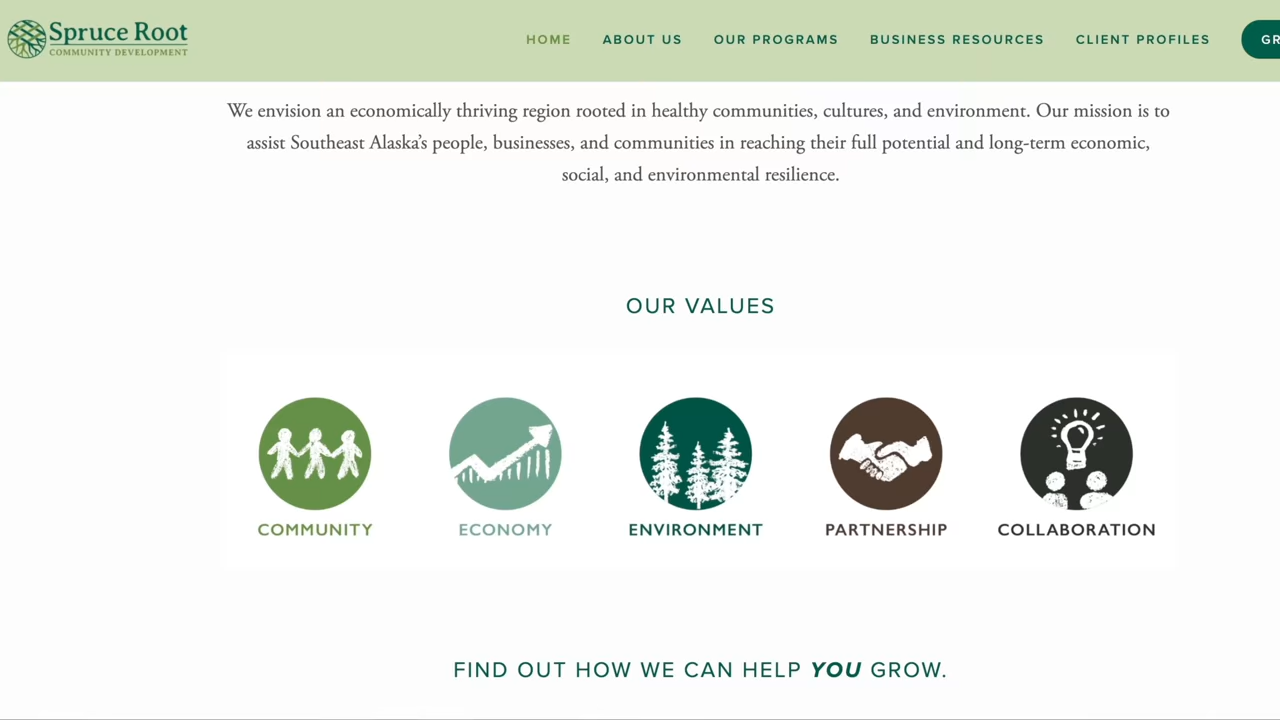 Spruce Root
COMMUNITY DEVELOPMENT
HOME ABOUT US OUR PROGRAMS BUSINESS RESOURCES CLIENT PROFILES GR
We envision an economically thriving region rooted in healthy communities, cultures, and environment. Our mission is to
assist Southeast Alaska’s people, businesses, and communities in reaching their full potential and long-term economic,
social, and environmental resilience.
OUR VALUES
COMMUNITY ECONOMY ENVIRONMENT PARTNERSHIP COLLABORATION
FIND OUT HOW WE CAN HELP YOU GROW.